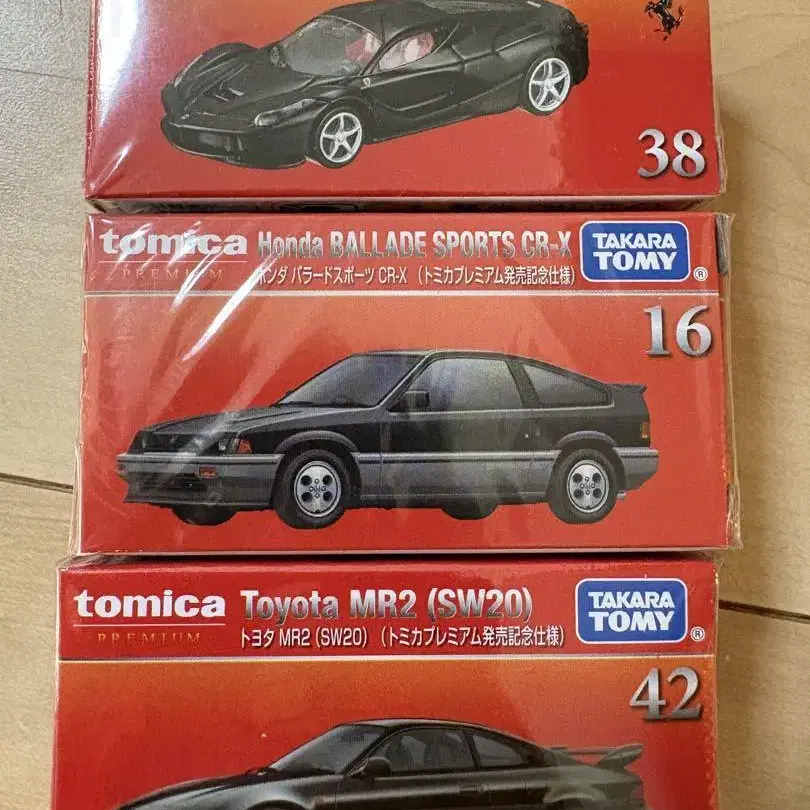 38
tomica Honda BALLADE SPORTS CR-X TAKARA TOMY ®
PREMIUM ホンダ バラードスポーツ CR-X (トミカプレミアム発売記念仕様)
16
tomica Toyota MR2 (SW20) TAKARA TOMY ®
PREMIUM トヨタ MR2 (SW20) (トミカプレミアム発売記念仕様)
42